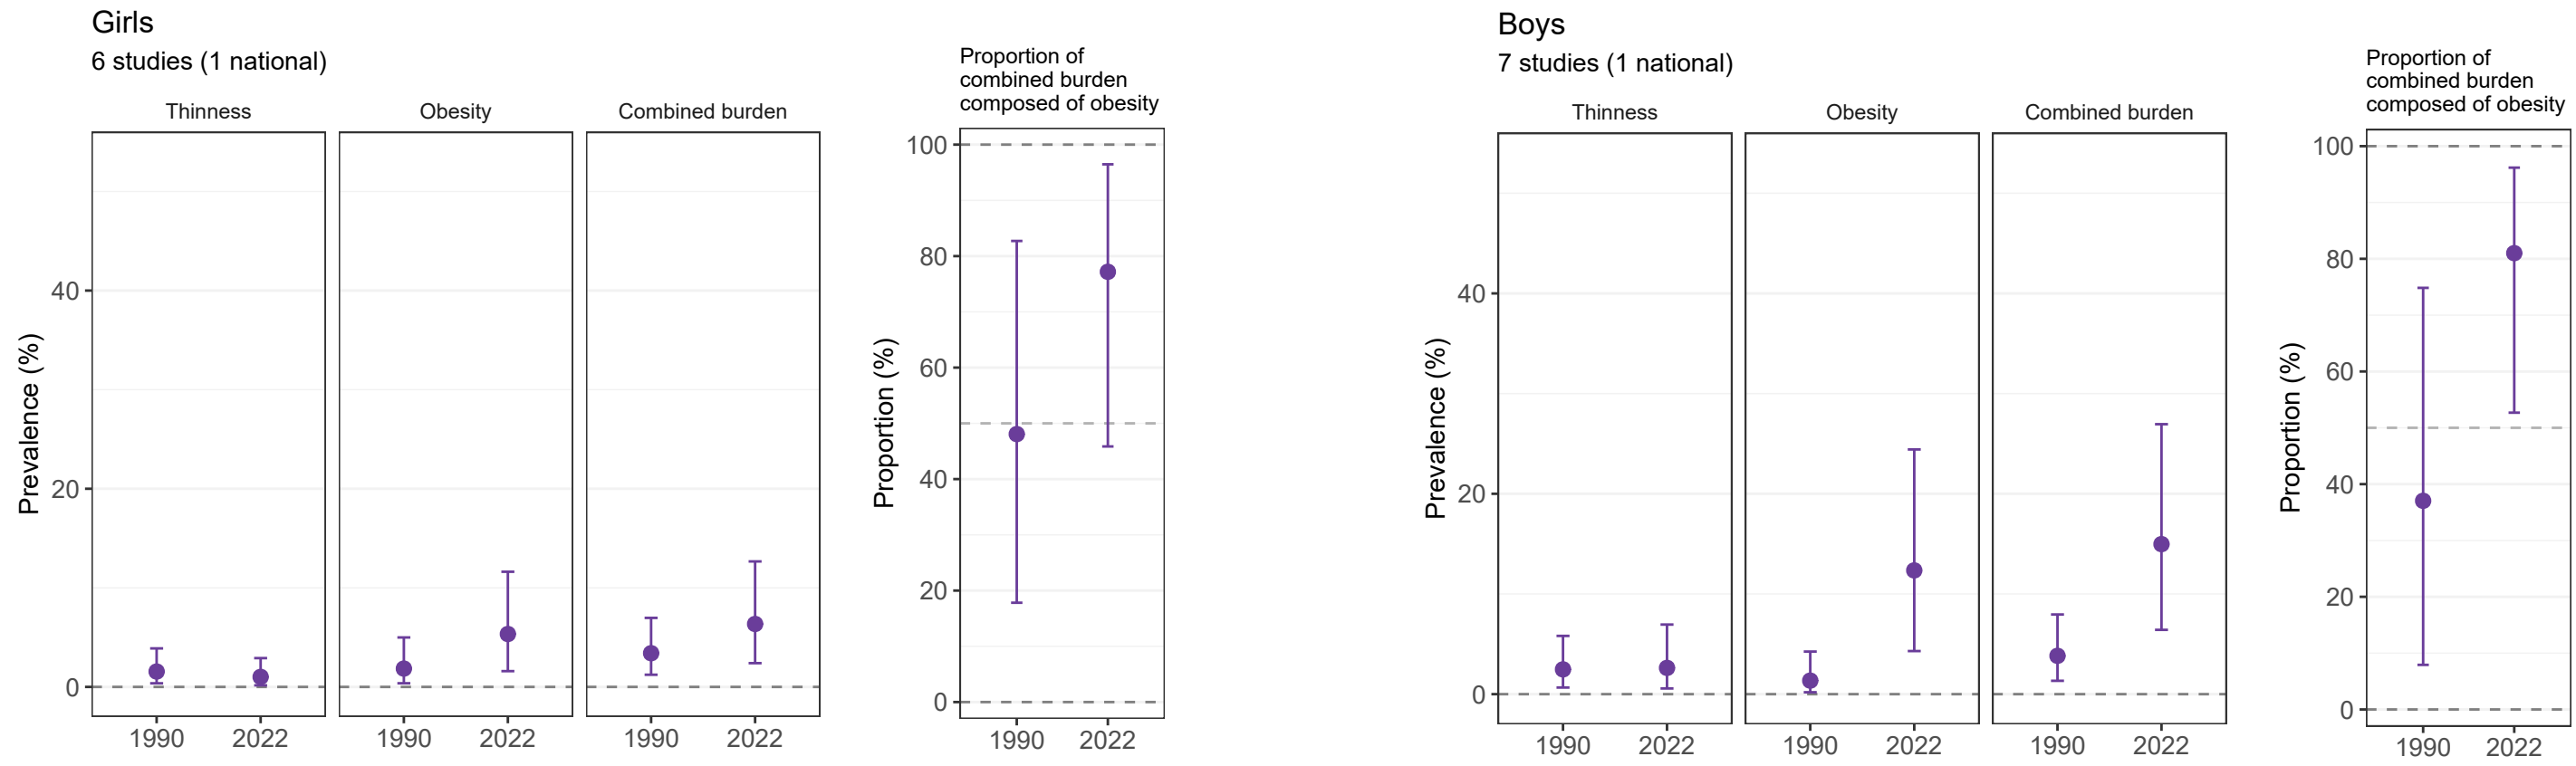 Girls
6 studies (1 national)
Thinness
Obesity
Combined burden
Prevalence (%)
40
20
0
1990 2022
1990 2022
1990 2022
Proportion of
combined burden
composed of obesity
Proportion (%)
100
80
60
40
20
0
1990 2022
Boys
7 studies (1 national)
Thinness
Obesity
Combined burden
Prevalence (%)
40
20
0
1990 2022
1990 2022
1990 2022
Proportion of
combined burden
composed of obesity
Proportion (%)
100
80
60
40
20
0
1990 2022